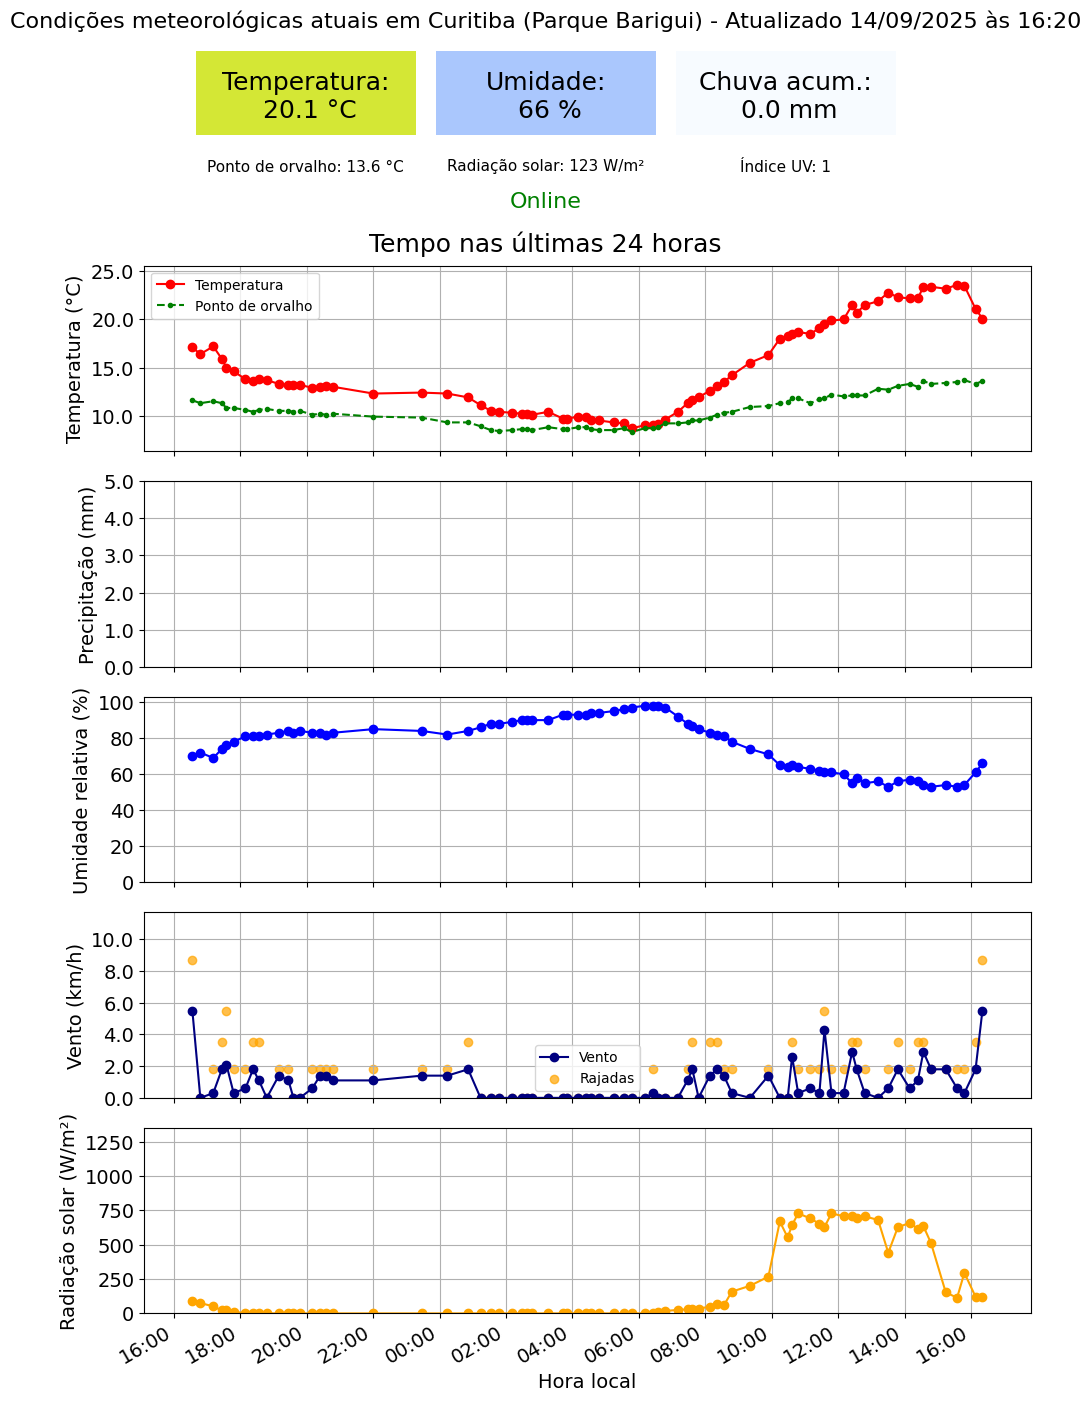 Condições meteorológicas atuais em Curitiba (Parque Barigui) - Atualizado 14/09/2025 às 16:20
Temperatura:
20.1 °C
Umidade:
66 %
Chuva acum.:
0.0 mm
Ponto de orvalho: 13.6 °C
Radiação solar: 123 W/m²
Índice UV: 1
Online
Tempo nas últimas 24 horas
Temperatura (°C)
25.0
20.0
15.0
10.0
Temperatura
Ponto de orvalho
Precipitação (mm)
5.0
4.0
3.0
2.0
1.0
0.0
Umidade relativa (%)
100
80
60
40
20
0
Vento (km/h)
10.0
8.0
6.0
4.0
2.0
0.0
Vento
Rajadas
Radiação solar (W/m²)
1250
1000
750
500
250
0
16:00
18:00
20:00
22:00
00:00
02:00
04:00
06:00
08:00
10:00
12:00
14:00
16:00
Hora local